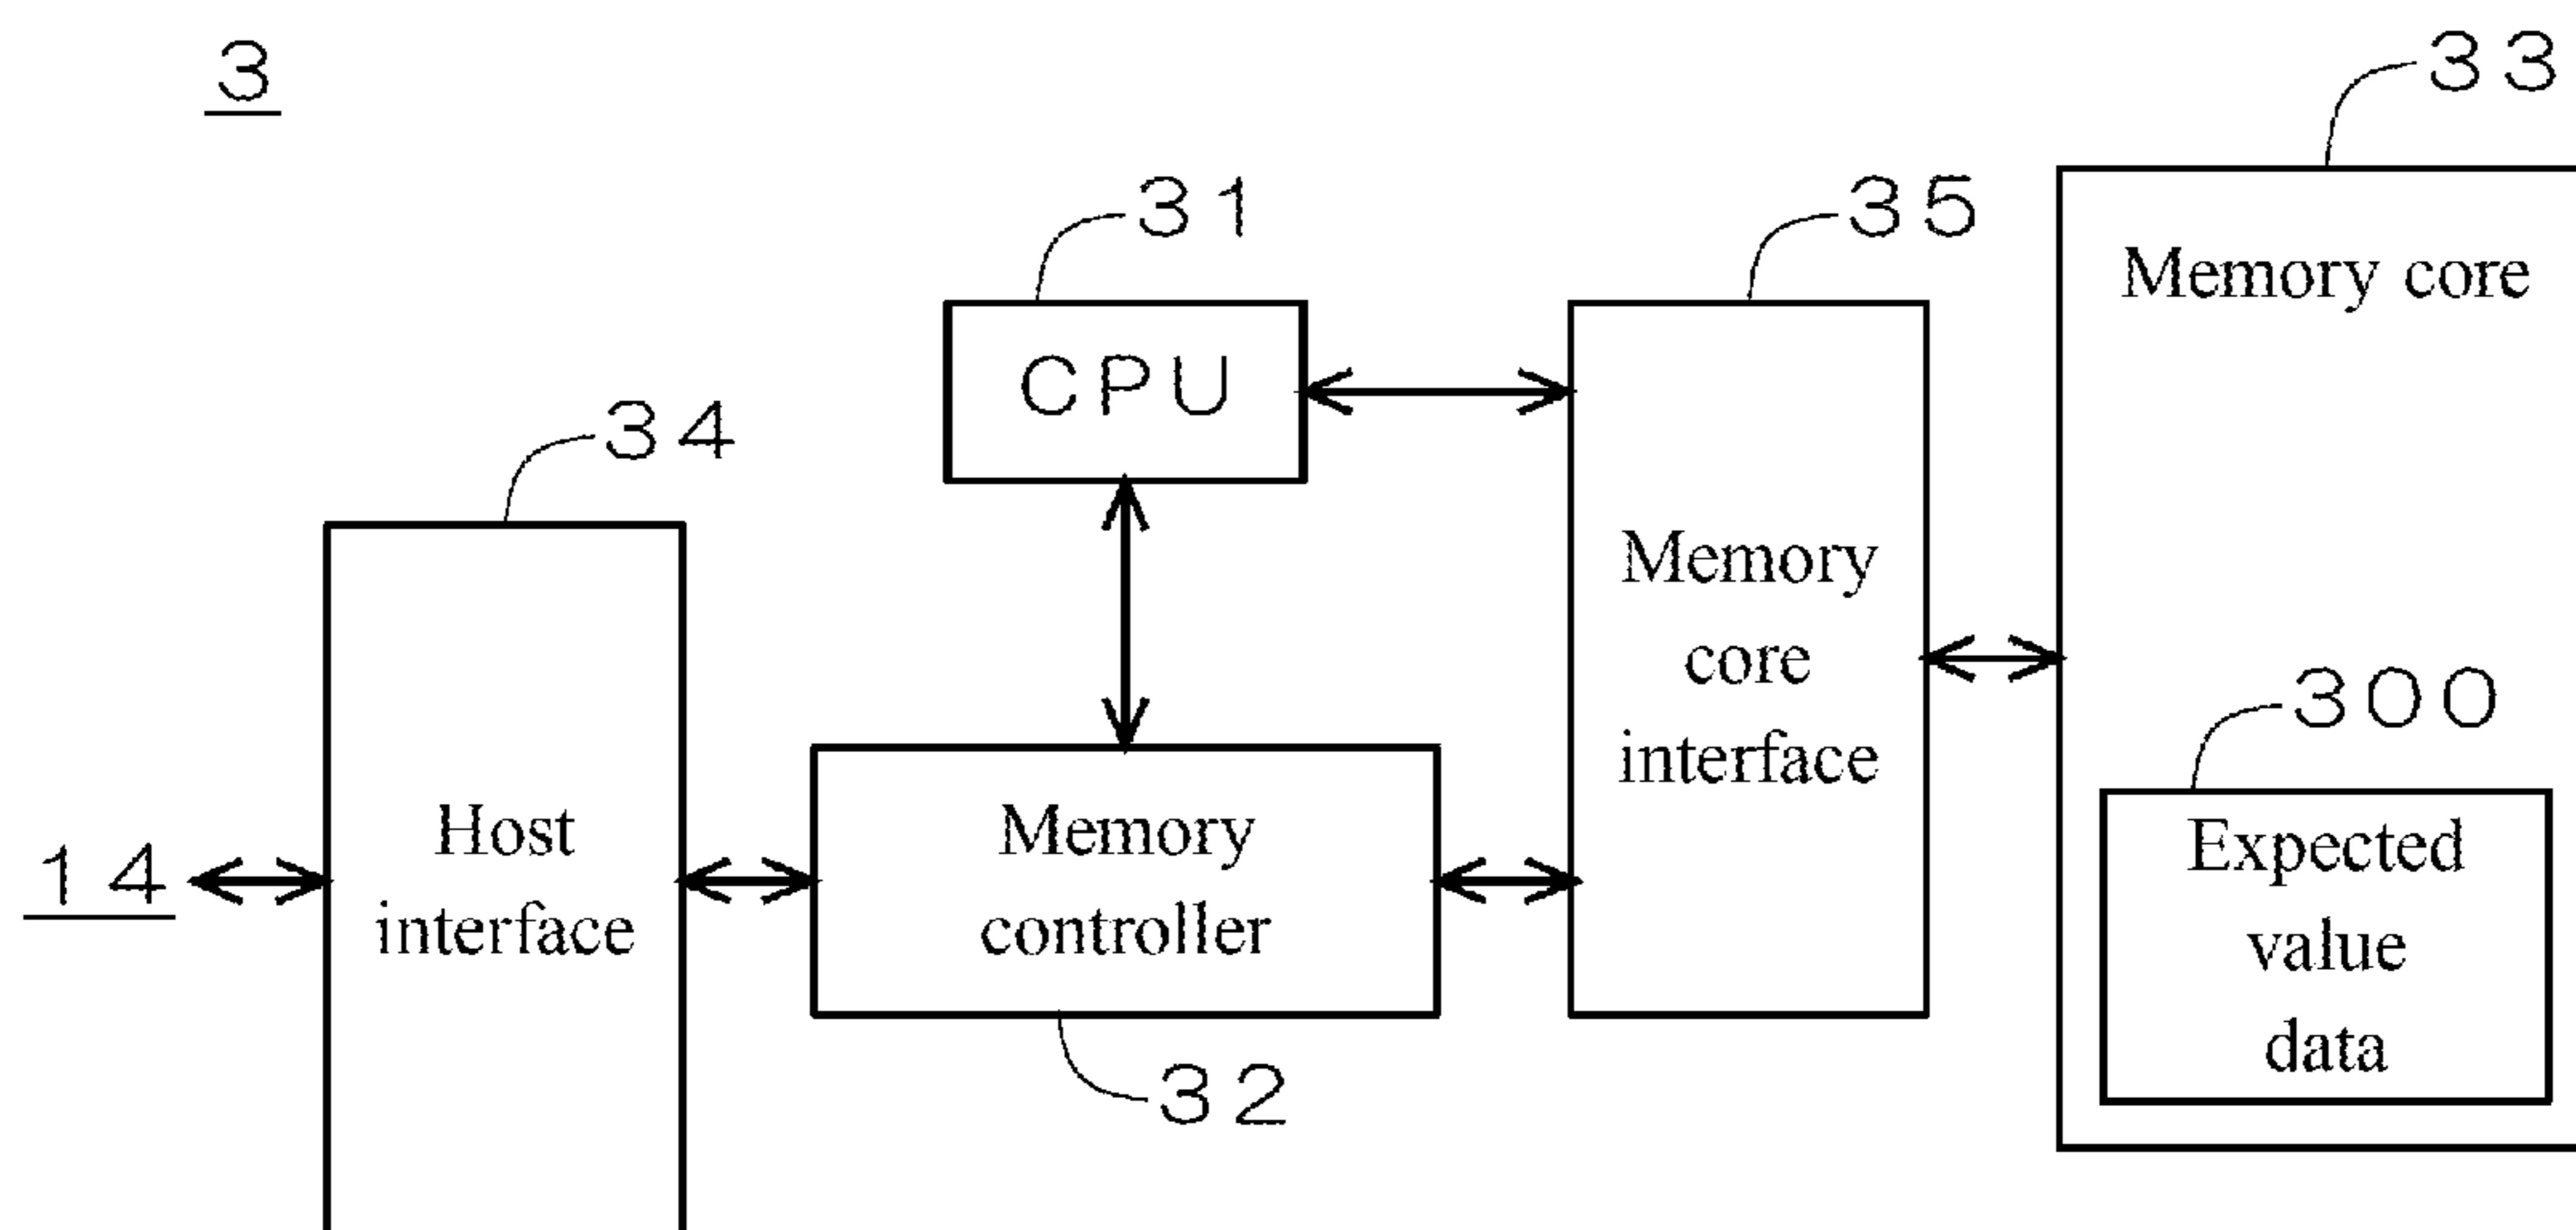 3
33
Memory core
31
CPU
35
Memory
core
interface
34
Host
interface
14
Memory
controller
32
300
Expected
value
data